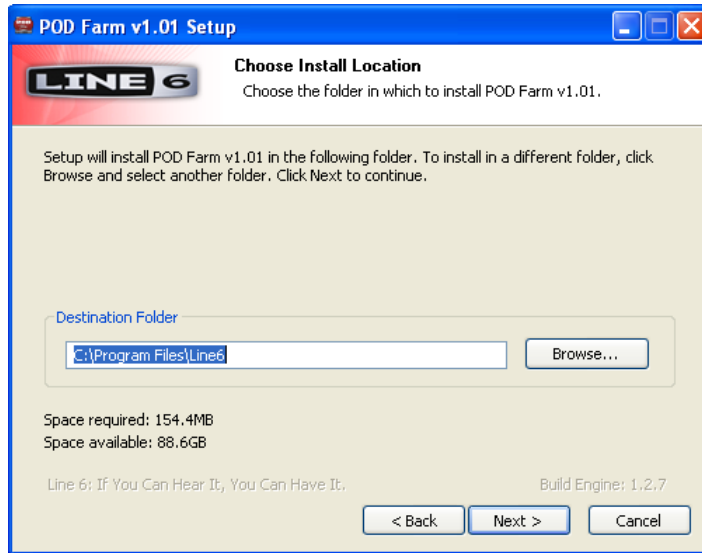 POD Farm v1.01 Setup
LINE 6
Choose Install Location
Choose the folder in which to install POD Farm v1.01.
Setup will install POD Farm v1.01 in the following folder. To install in a different folder, click
Browse and select another folder. Click Next to continue.
Destination Folder
C:\Program Files\Line6
Browse...
Space required: 154.4MB
Space available: 88.6GB
Line 6: If You Can Hear It, You Can Have It.
Build Engine: 1.2.7
< Back
Next >
Cancel